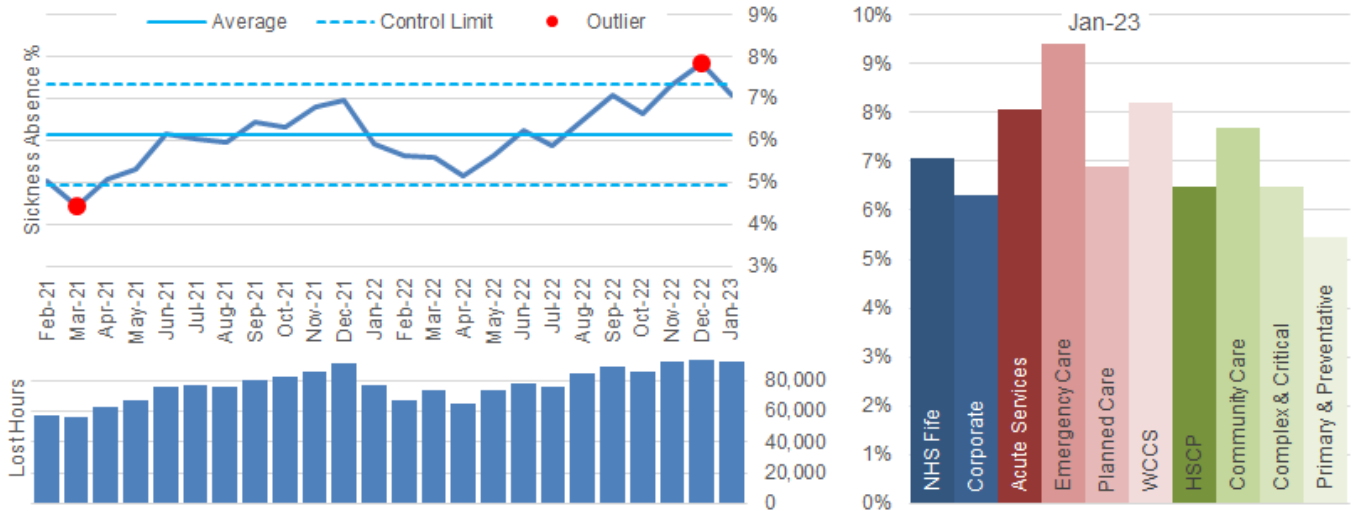 Average
Control Limit
Outlier
Sickness Absence %
9%
8%
7%
6%
5%
4%
3%
Feb-21
Mar-21
Apr-21
May-21
Jun-21
Jul-21
Aug-21
Sep-21
Oct-21
Nov-21
Dec-21
Jan-22
Feb-22
Mar-22
Apr-22
May-22
Jun-22
Jul-22
Aug-22
Sep-22
Oct-22
Nov-22
Dec-22
Jan-23
Lost Hours
80,000
60,000
40,000
20,000
0
Jan-23
10%
9%
8%
7%
6%
5%
4%
3%
2%
1%
0%
NHS Fife
Corporate
Acute Services
Emergency Care
Planned Care
WCCS
HSCP
Community Care
Complex & Critical
Primary & Preventative